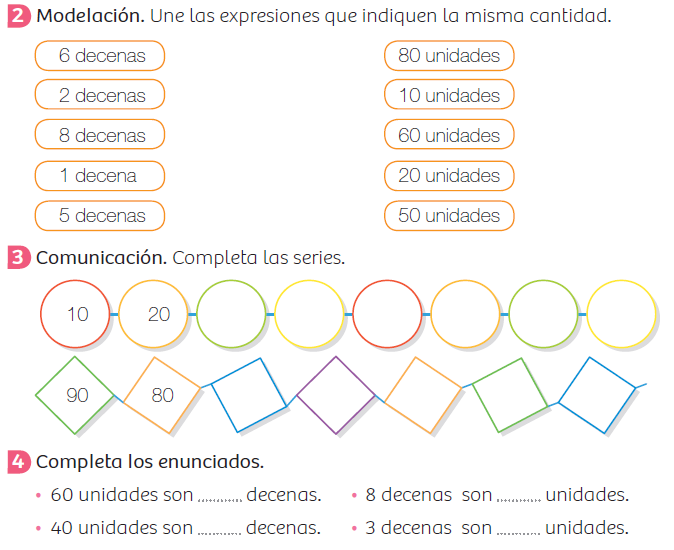 2 Modelación. Une las expresiones que indiquen la misma cantidad.
6 decenas 80 unidades
2 decenas 10 unidades
8 decenas 60 unidades
1 decena 20 unidades
5 decenas 50 unidades
3 Comunicación. Completa las series.
10 20
90 80
4 Completa los enunciados.
• 60 unidades son .......... decenas. • 8 decenas son .......... unidades.
• 40 unidades son .......... decenas. • 3 decenas son .......... unidades.